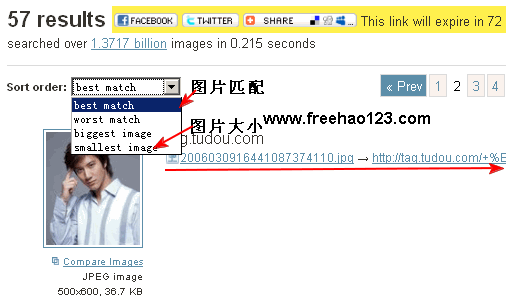 57 results FACEBOOK TWITTER SHARE This link will expire in 72
searched over 1.3717 billion images in 0.215 seconds
Sort order: best match 图片匹配 « Prev 1 2 3 4
best match
worst match
biggest image
smallest image
图片大小
www.freehao123.com
g.tudou.com
2006030916441087374110.jpg → http://tag.tudou.com/+%E
Compare Images
JPEG image
500x600, 36.7 KB